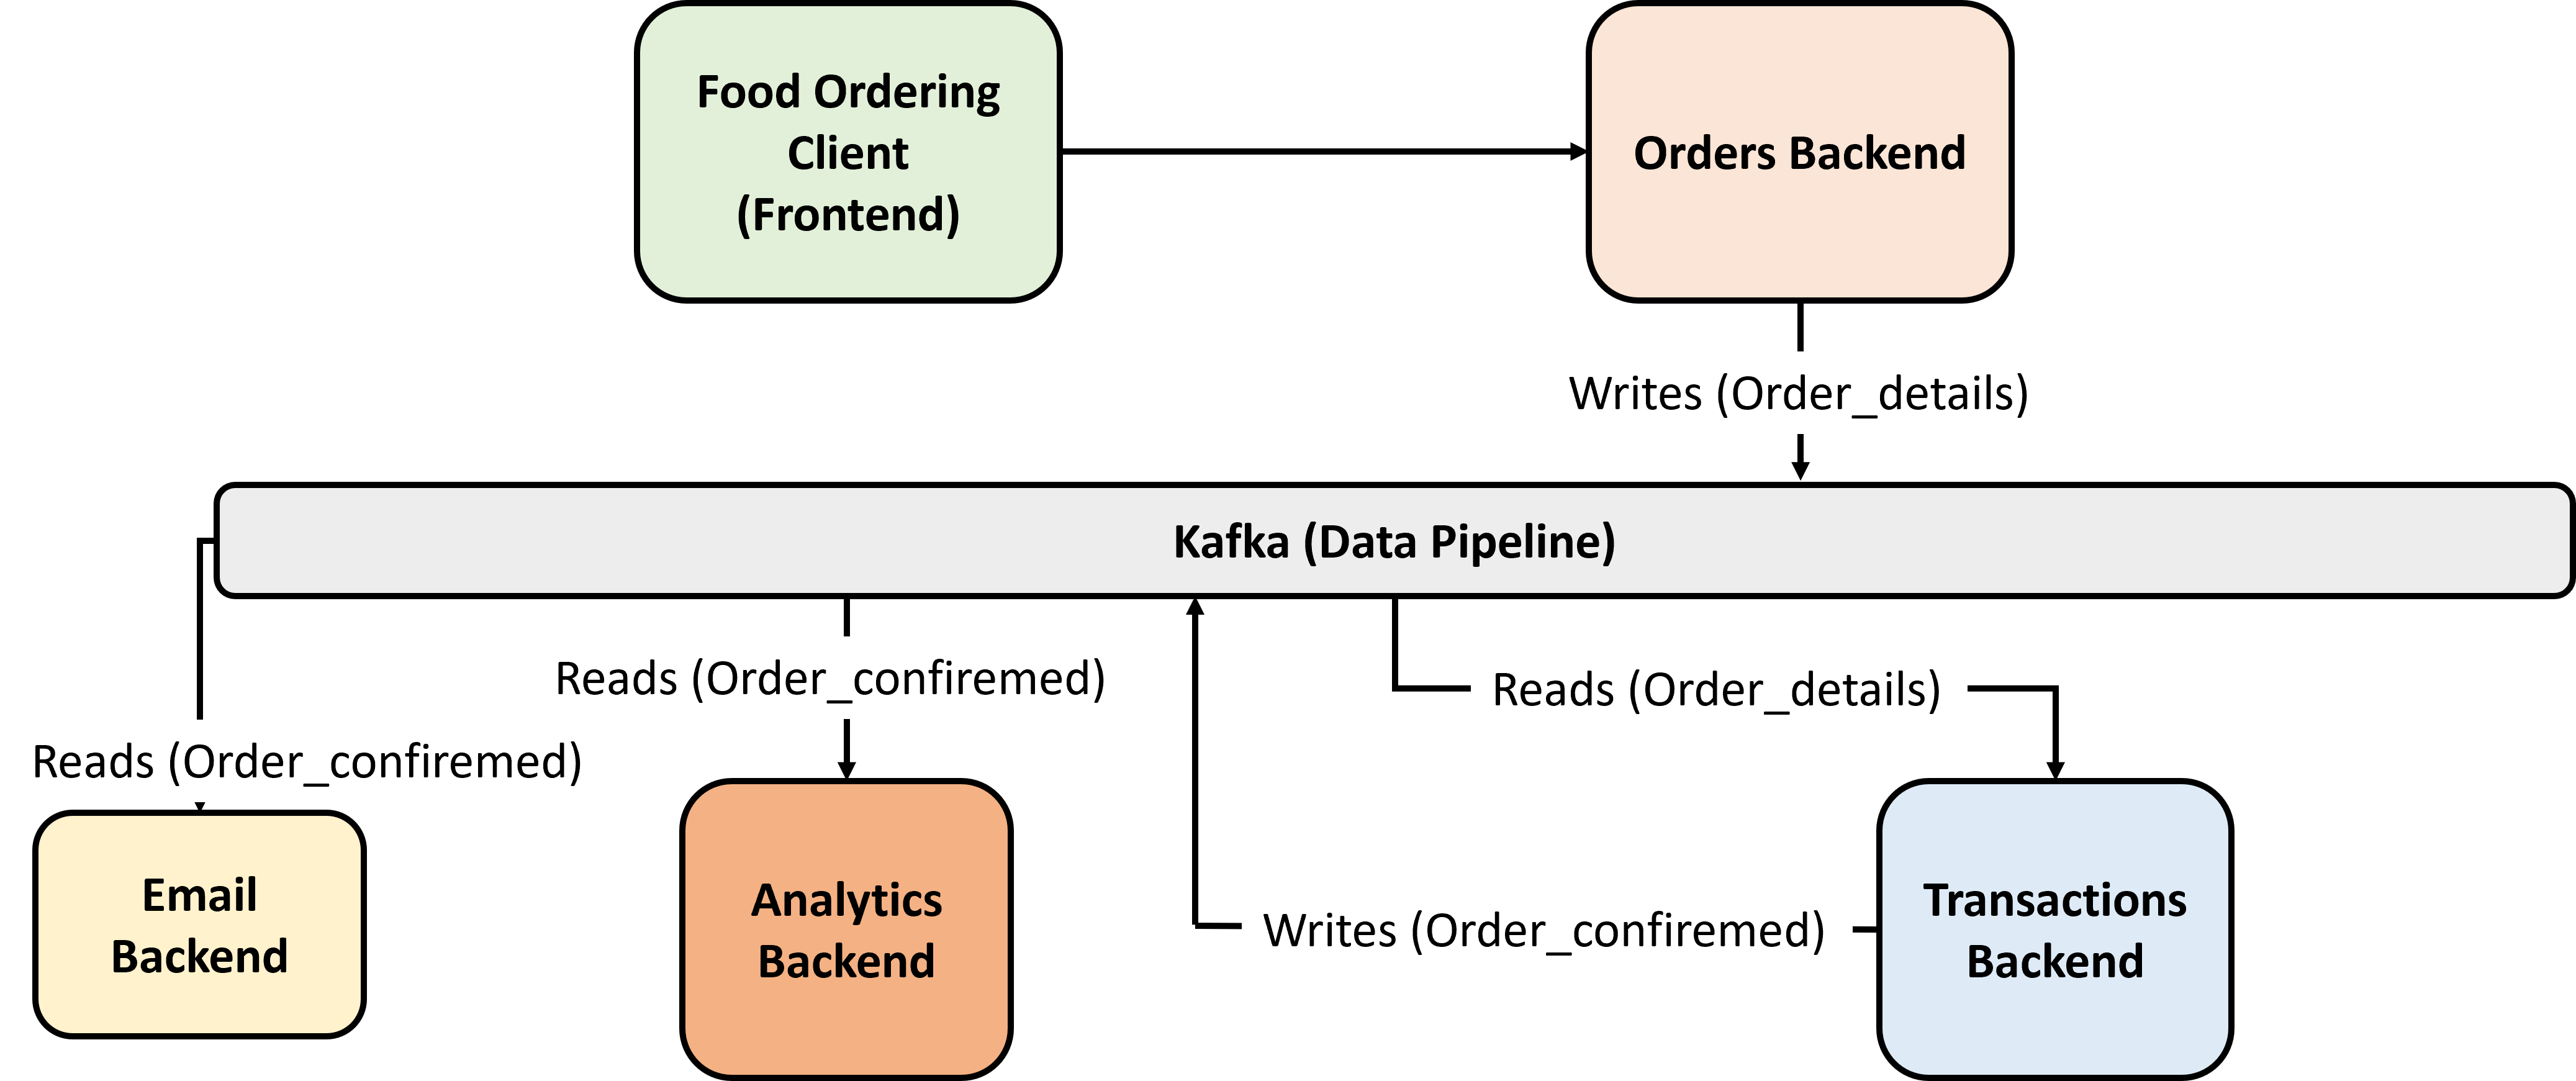 Food Ordering
Client
(Frontend)
Orders Backend
Writes (Order_details)
Kafka (Data Pipeline)
Reads (Order_confiremed)
Reads (Order_details)
Reads (Order_confiremed)
Email
Backend
Analytics
Backend
Writes (Order_confiremed)
Transactions
Backend